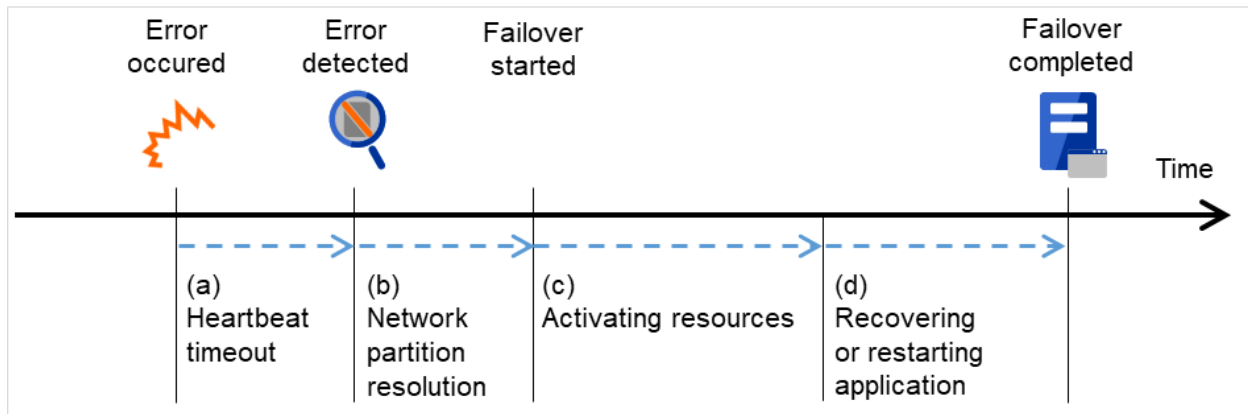 Error
occured
Error
detected
Failover
started
Failover
completed
Time
(a)
Heartbeat
timeout
(b)
Network
partition
resolution
(c)
Activating resources
(d)
Recovering
or restarting
application